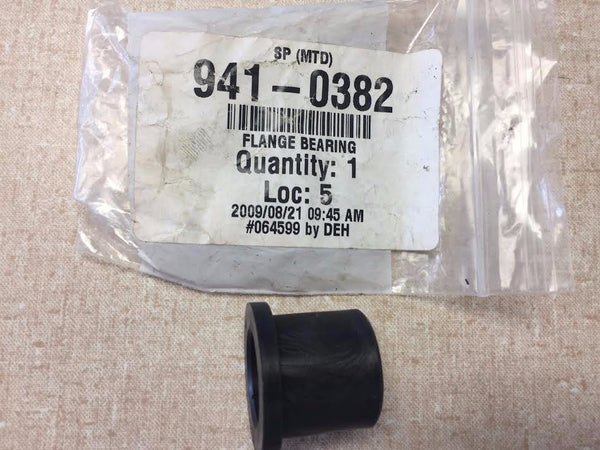 SP (MTD)
941-0382
FLANGE BEARING
Quantity: 1
Loc: 5
2009/08/21 09:45 AM
#064599 by DEH